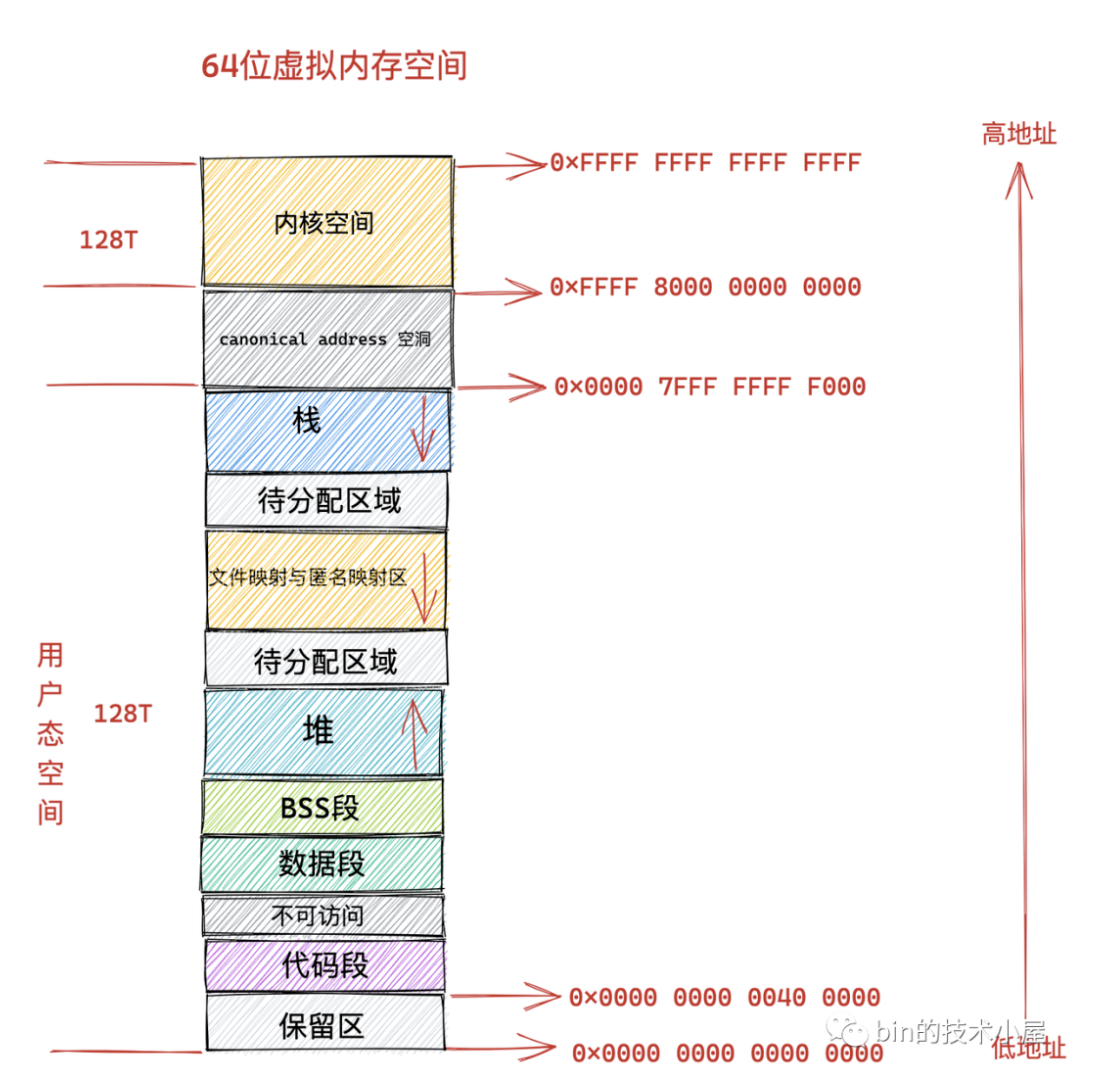 64位虚拟内存空间
高地址
0×FFFF FFFF FFFF FFFF
内核空间
128T
0×FFFF 8000 0000 0000
canonical address 空洞
0×0000 7FFF FFFF F000
栈
待分配区域
文件映射与匿名映射区
待分配区域
用户态空间
128T
堆
BSS段
数据段
不可访问
代码段
0×0000 0000 0040 0000
保留区
bin的技术小屋
0×0000 0000 0000 0000
低地址